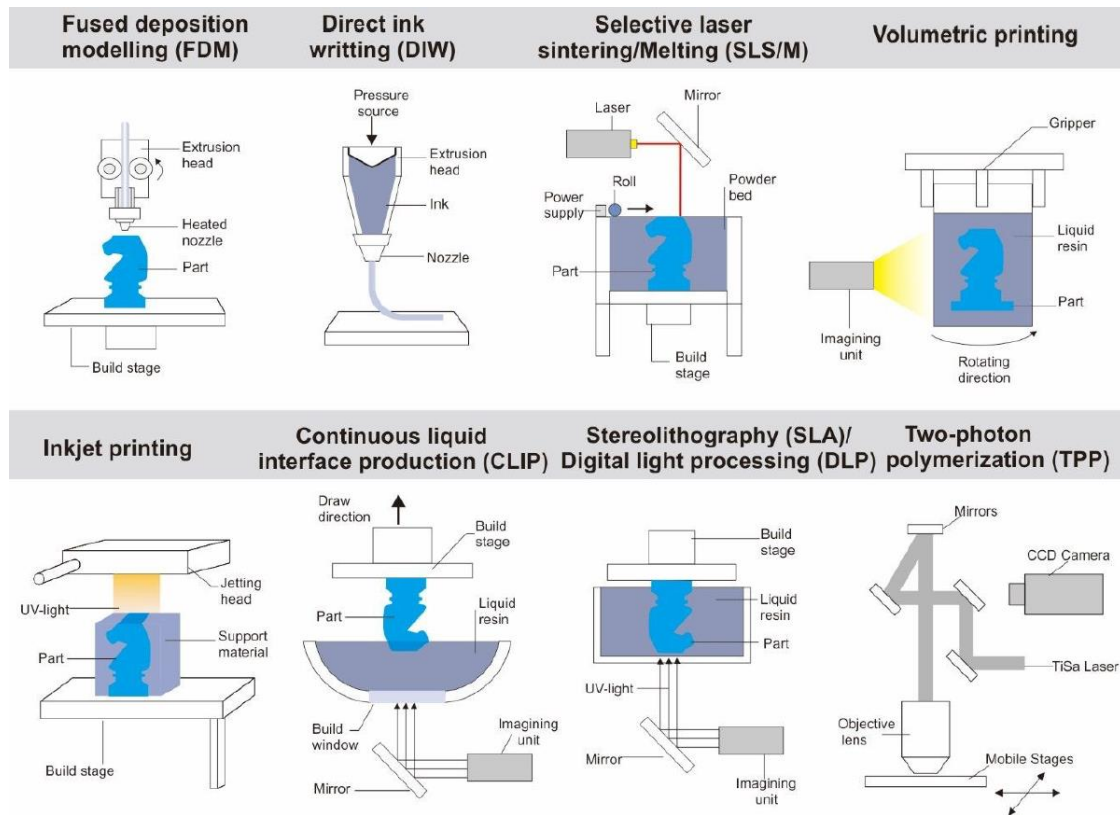 Fused deposition
modelling (FDM)
Direct ink
writting (DIW)
Selective laser
sintering/Melting (SLS/M)
Volumetric printing
Extrusion
head
Heated
nozzle
Part
Build stage
Pressure
source
Extrusion
head
Ink
Nozzle
Laser
Mirror
Power
supply
Roll
Powder
bed
Part
Build
stage
Gripper
Liquid
resin
Part
Imagining
unit
Rotating
direction
Inkjet printing
Continuous liquid
interface production (CLIP)
Stereolithography (SLA)/
Digital light processing (DLP)
Two-photon
polymerization (TPP)
Jetting
head
UV-light
Support
material
Part
Build stage
Draw
direction
Build
stage
Part
Liquid
resin
Build
window
Imagining
unit
Mirror
Build
stage
Liquid
resin
Part
UV-light
Mirror
Imagining
unit
Mirrors
CCD Camera
TiSa Laser
Objective
lens
Mobile Stages